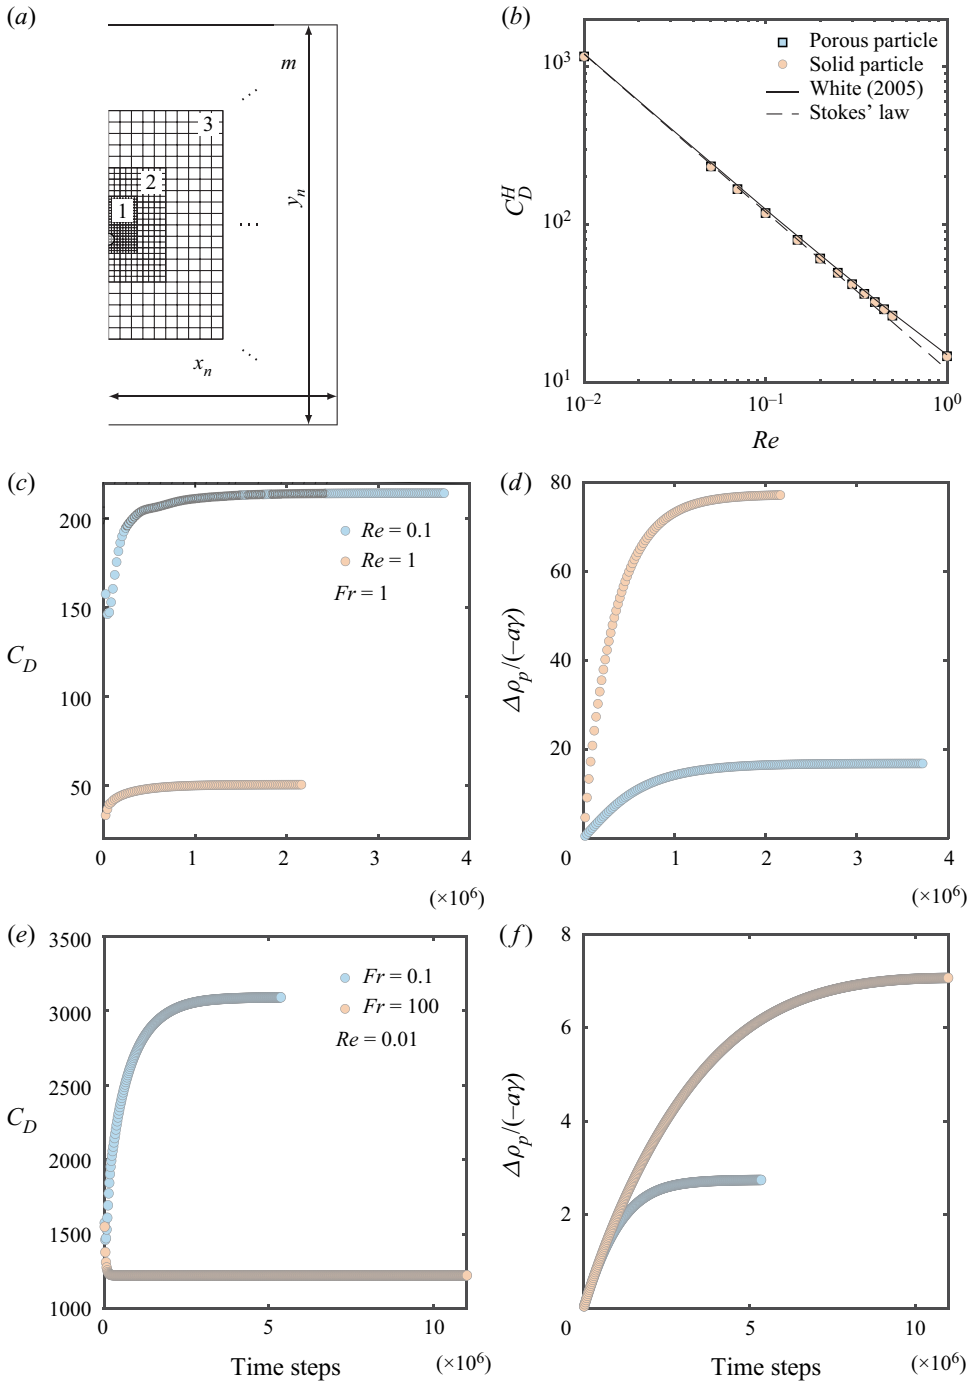 (a)
m
3
2
1
y_n
x_n
(b)
Porous particle
Solid particle
White (2005)
Stokes’ law
10^3
10^2
10^1
C_D^H
10^–2
10^–1
10^0
Re
(c)
200
150
100
50
C_D
Re = 0.1
Re = 1
Fr = 1
0
1
2
3
4
(×10^6)
(d)
80
60
40
20
0
Δρ_p/(–aγ)
1
2
3
4
(×10^6)
(e)
3500
3000
2500
2000
1500
1000
C_D
Fr = 0.1
Fr = 100
Re = 0.01
0
5
10
Time steps
(×10^6)
(f)
8
6
4
2
0
Δρ_p/(–aγ)
5
10
Time steps
(×10^6)